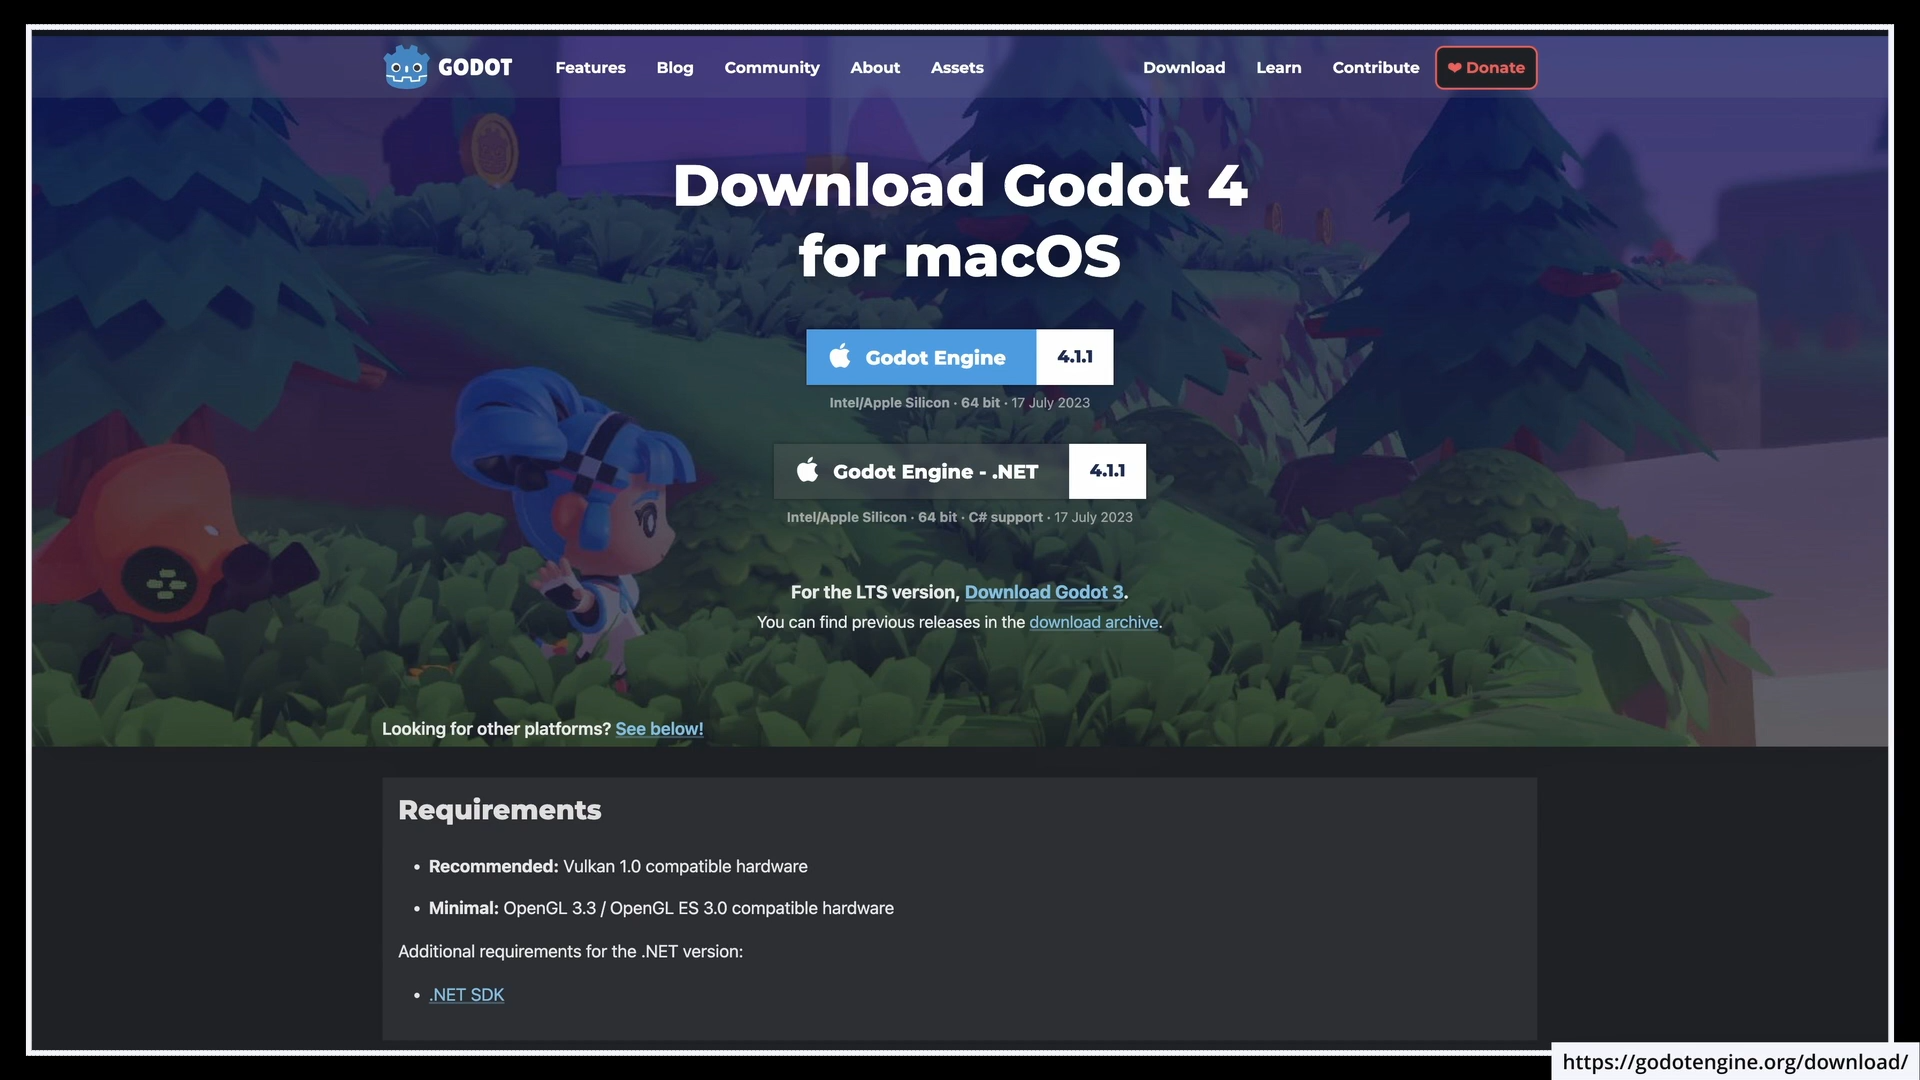 GODOT
Features
Blog
Community
About
Assets
Download
Learn
Contribute
❤ Donate
Download Godot 4
for macOS
Godot Engine
4.1.1
Intel/Apple Silicon · 64 bit · 17 July 2023
Godot Engine - .NET
4.1.1
Intel/Apple Silicon · 64 bit · C# support · 17 July 2023
For the LTS version, Download Godot 3.
You can find previous releases in the download archive.
Looking for other platforms? See below!
Requirements
• Recommended: Vulkan 1.0 compatible hardware
• Minimal: OpenGL 3.3 / OpenGL ES 3.0 compatible hardware
Additional requirements for the .NET version:
• .NET SDK
https://godotengine.org/download/